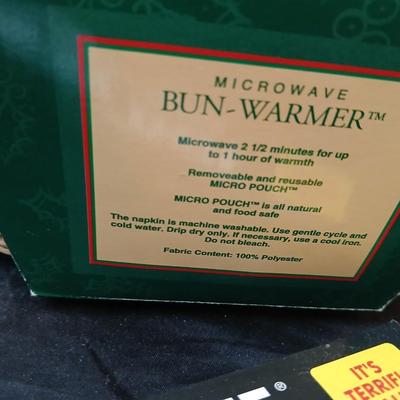 MICROWAVE
BUN-WARMER™
Microwave 2 1/2 minutes for up
to 1 hour of warmth
Removeable and reusable
MICRO POUCH™
MICRO POUCH™ is all natural
and food safe
The napkin is machine washable. Use gentle cycle and
cold water. Drip dry only. If necessary, use a cool iron.
Do not bleach.
Fabric Content: 100% Polyester
®
IT'S